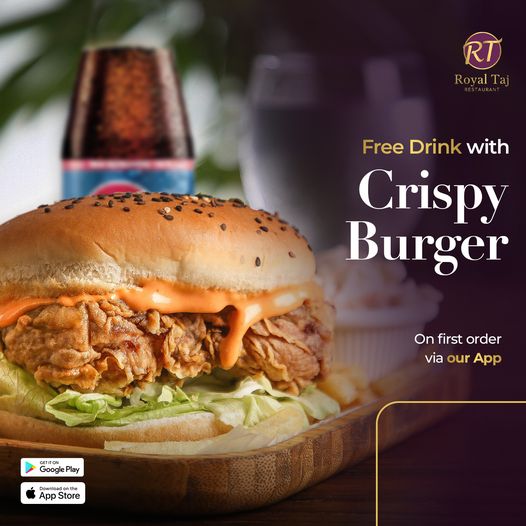 RT
Royal Taj
RESTAURANT
Free Drink with
Crispy
Burger
On first order
via our App
GET IT ON
Google Play
Download on the
App Store